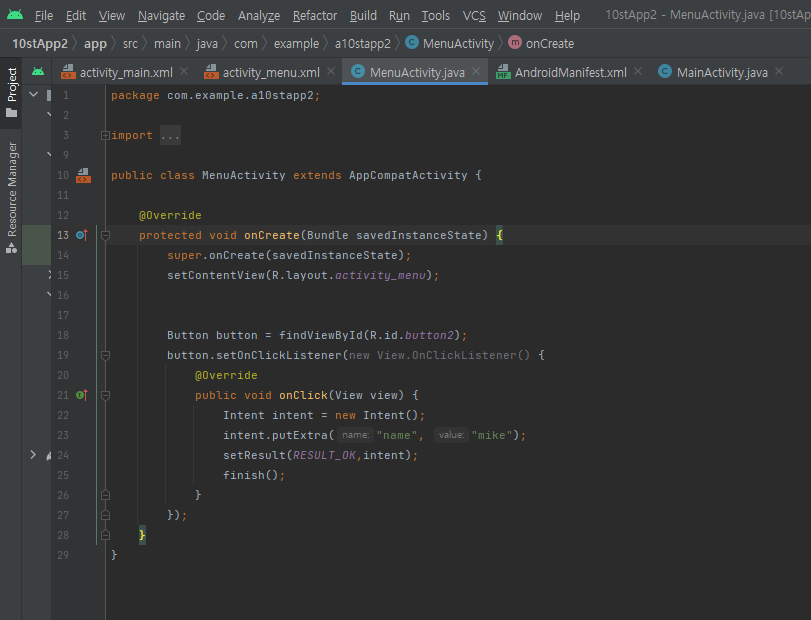 File Edit View Navigate Code Analyze Refactor Build Run Tools VCS Window Help 10stApp2 - MenuActivity.java [10stAp
10stApp2 app src main java com example a10stapp2 MenuActivity onCreate
activity_main.xml activity_menu.xml MenuActivity.java AndroidManifest.xml MainActivity.java
Project
Resource Manager
1 package com.example.a10stapp2;
2
3 import ...
9
10 public class MenuActivity extends AppCompatActivity {
11
12 @Override
13 protected void onCreate(Bundle savedInstanceState) {
14 super.onCreate(savedInstanceState);
15 setContentView(R.layout.activity_menu);
16
17
18 Button button = findViewById(R.id.button2);
19 button.setOnClickListener(new View.OnClickListener() {
20 @Override
21 public void onClick(View view) {
22 Intent intent = new Intent();
23 intent.putExtra( name: "name", value: "mike");
24 setResult(RESULT_OK,intent);
25 finish();
26 }
27 });
28 }
29 }